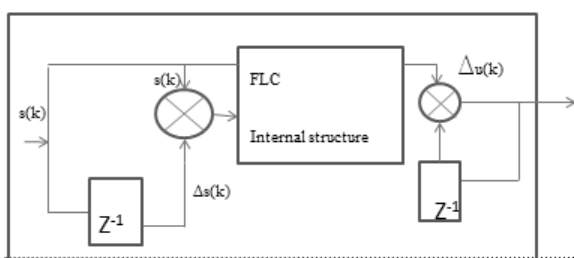 Δu(k)
s(k)
FLC
s(k)
Internal structure
Δs(k)
Z-1
Z-1